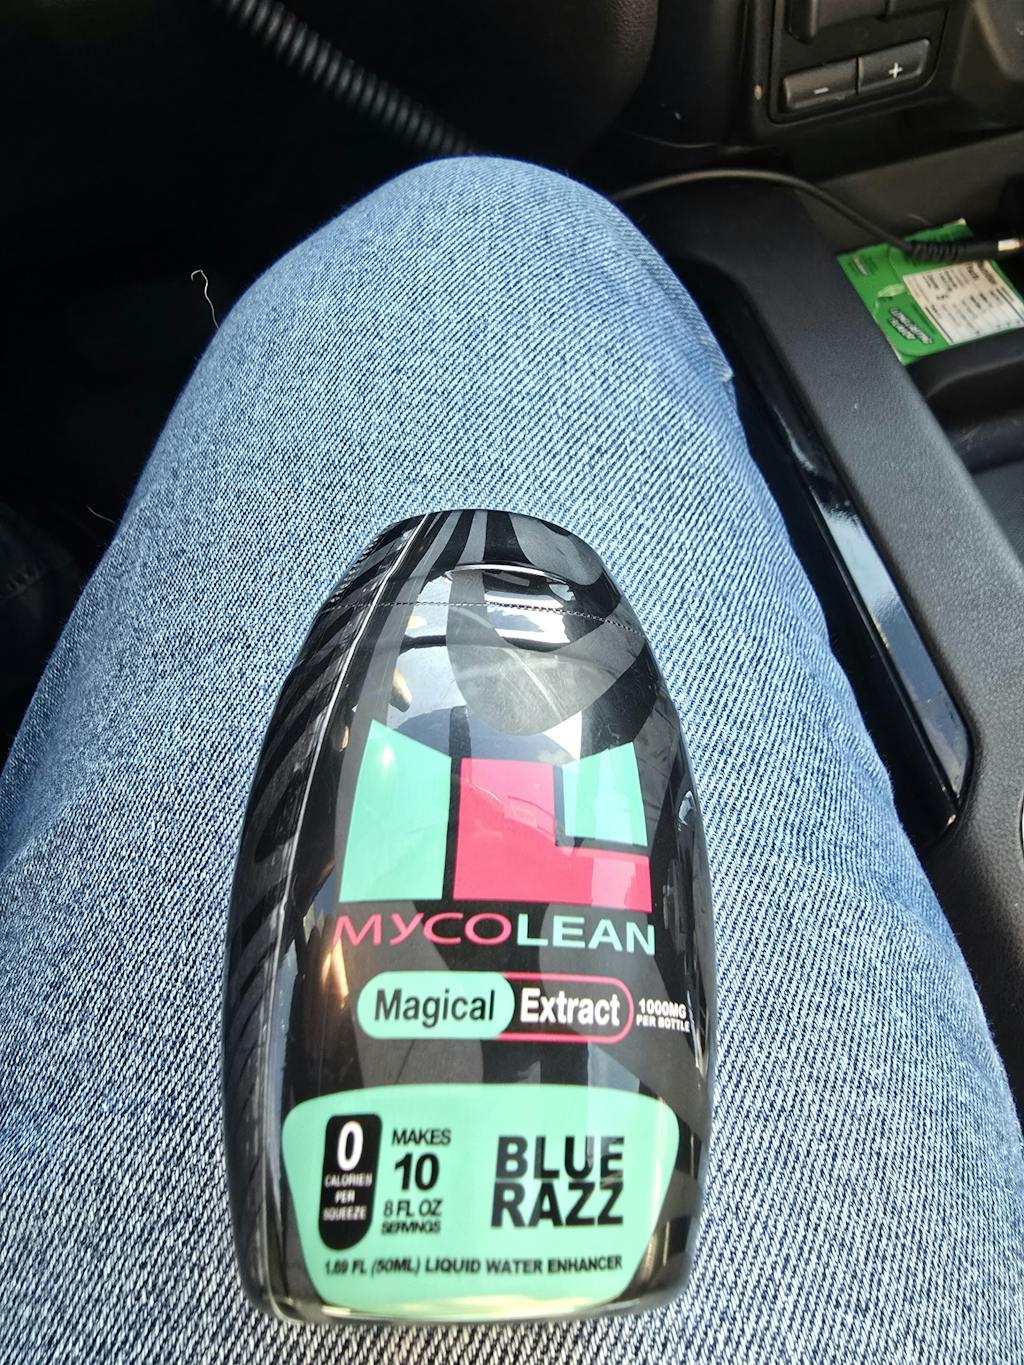 − +
MYCOLEAN
Magical Extract 1000MG
PER BOTTLE
0
CALORIES
PER
SQUEEZE
MAKES
10
8 FL OZ
SERVINGS
BLUE
RAZZ
1.69 FL (50ML) LIQUID WATER ENHANCER